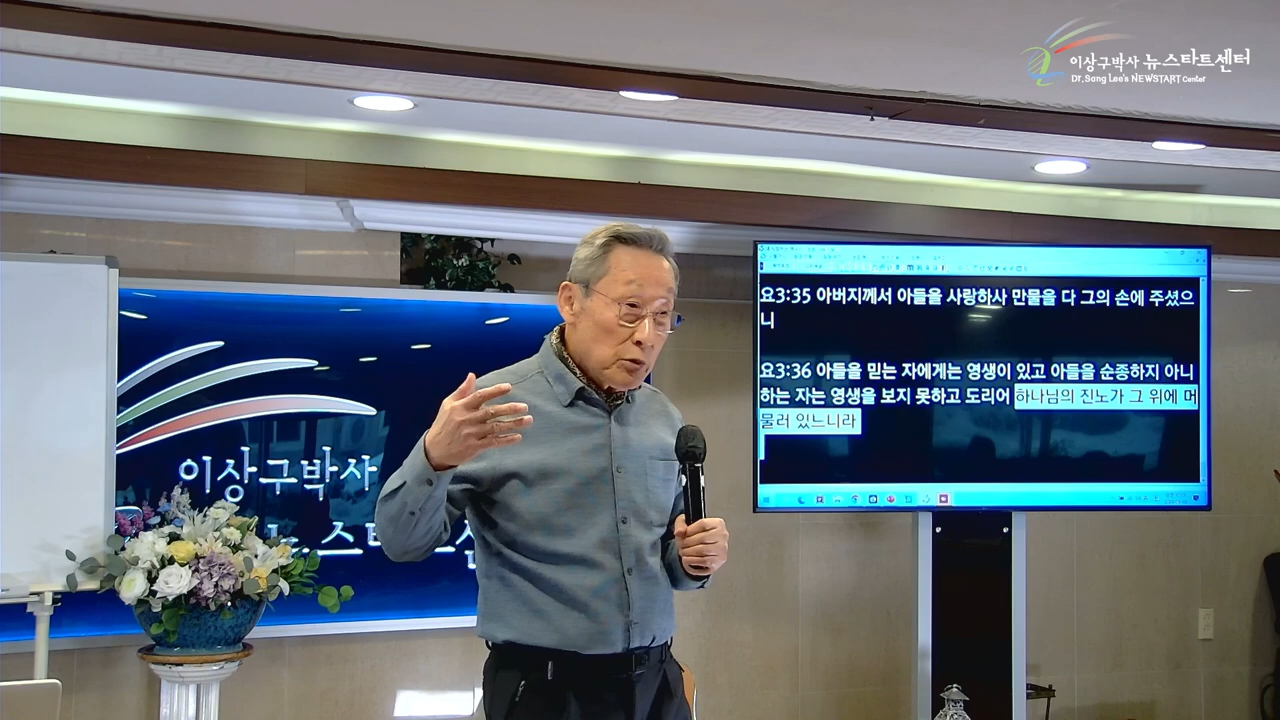 이상구박사 뉴스타트센터
Dr. Sang Lee's NEWSTART Center
요3:35 아버지께서 아들을 사랑하사 만물을 다 그의 손에 주셨으
니
요3:36 아들을 믿는 자에게는 영생이 있고 아들을 순종하지 아니
하는 자는 영생을 보지 못하고 도리어 하나님의 진노가 그 위에 머
물러 있느니라
이상구박사
뉴스타트센